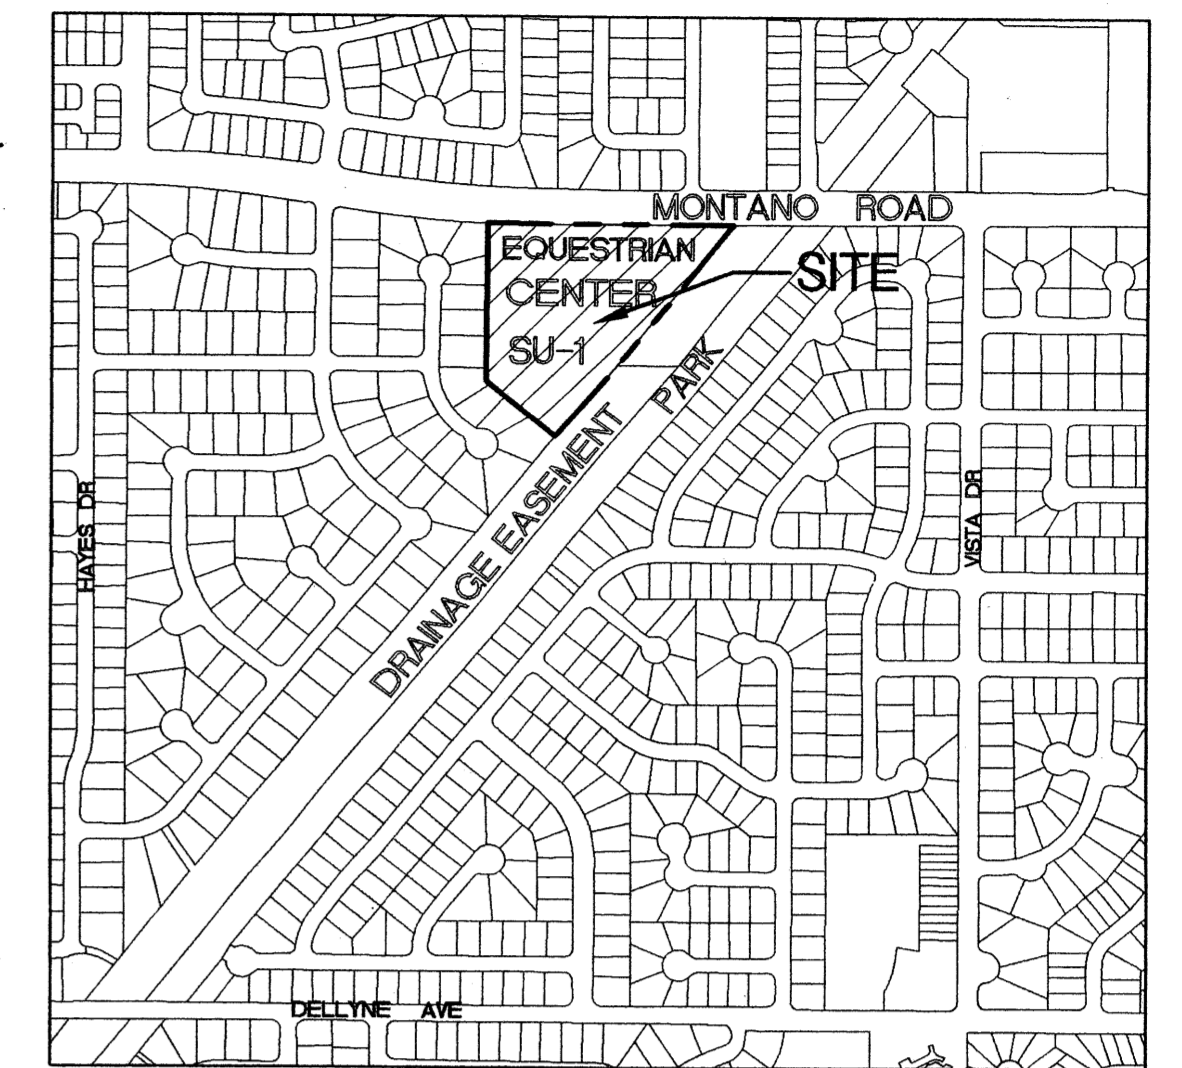 MONTANO ROAD
EQUESTRIAN
CENTER
SU-1
SITE
DRAINAGE EASEMENT PARK
HAYES DR
VISTA DR
DELLYNE AVE